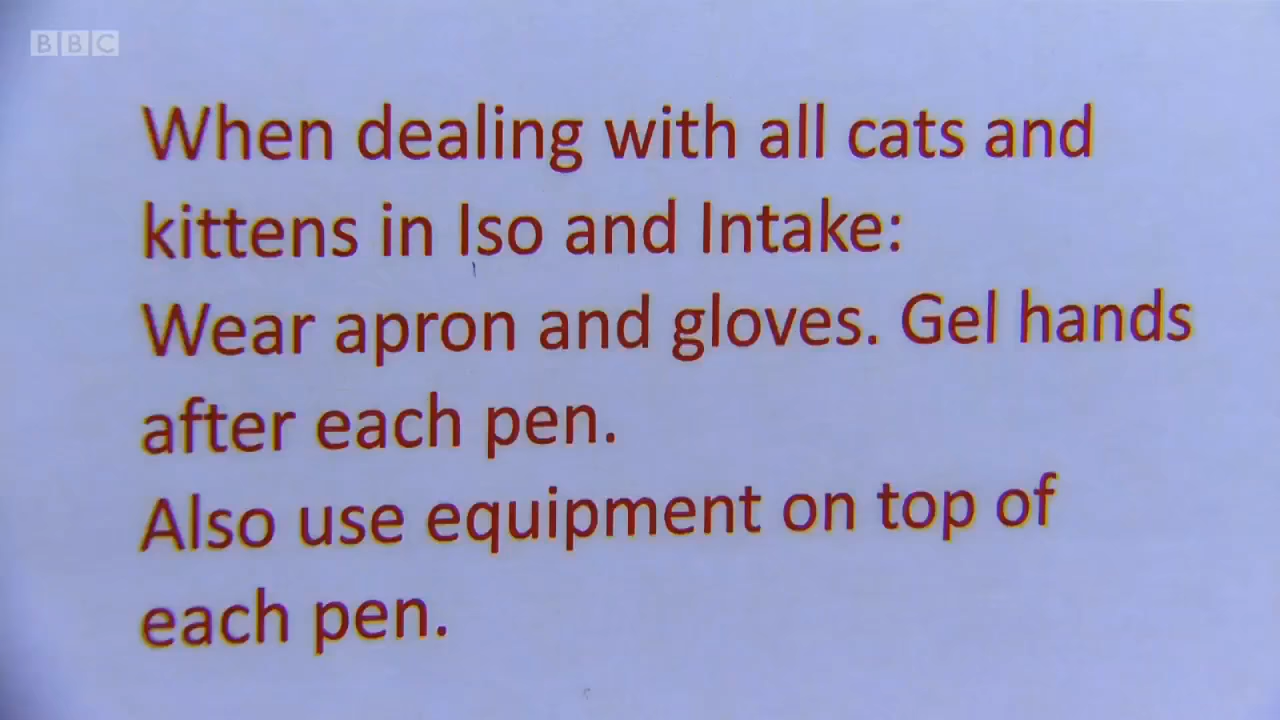 BBC
When dealing with all cats and
kittens in Iso and Intake:
Wear apron and gloves. Gel hands
after each pen.
Also use equipment on top of
each pen.